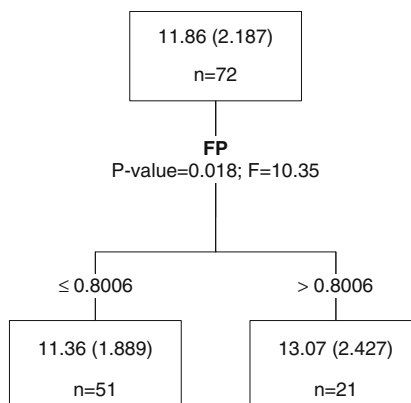 11.86 (2.187)
n=72
FP
P-value=0.018; F=10.35
≤ 0.8006
> 0.8006
11.36 (1.889)
n=51
13.07 (2.427)
n=21